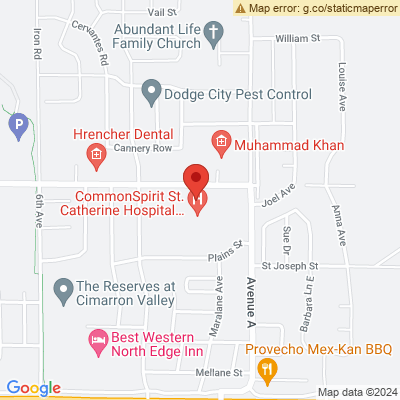 Map error: g.co/staticmaperror
Vail St
Iron Rd
Cervantes Rd
Abundant Life
Family Church
William St
Louise Ave
Dodge City Pest Control
Hrencher Dental
Cannery Row
Muhammad Khan
P
6th Ave
CommonSpirit St.
Catherine Hospital...
H
Joel Ave
Anna Ave
Sue Dr
Plains St
St Joseph St
The Reserves at
Cimarron Valley
Maralane Ave
Avenue A
Barbara Ln E
Best Western
North Edge Inn
Provecho Mex-Kan BBQ
Mellane St
Google
Map data ©2024